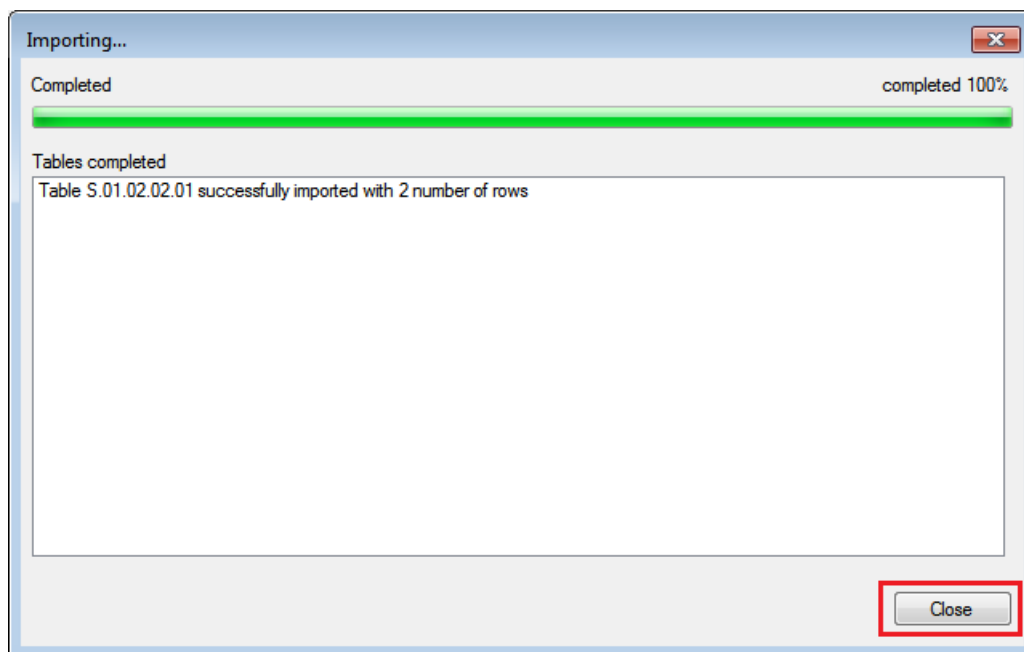 Importing...
Completed completed 100%
Tables completed
Table S.01.02.02.01 successfully imported with 2 number of rows
Close